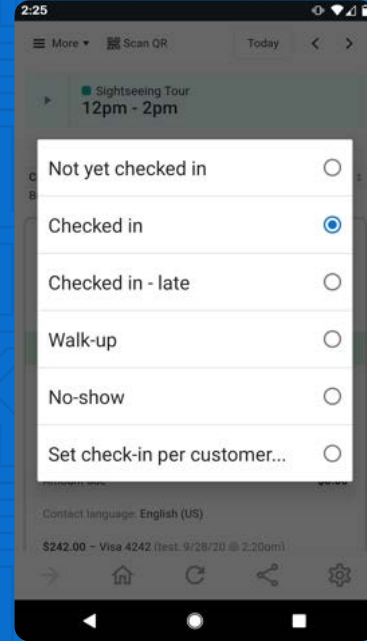 2:25
More
Scan QR
Today
Sightseeing Tour
12pm - 2pm
Not yet checked in
Checked in
Checked in - late
Walk-up
No-show
Set check-in per customer...
Contact language: English (US)
$242.00 – Visa 4242 (test, 9/28/20 @ 2:20pm)